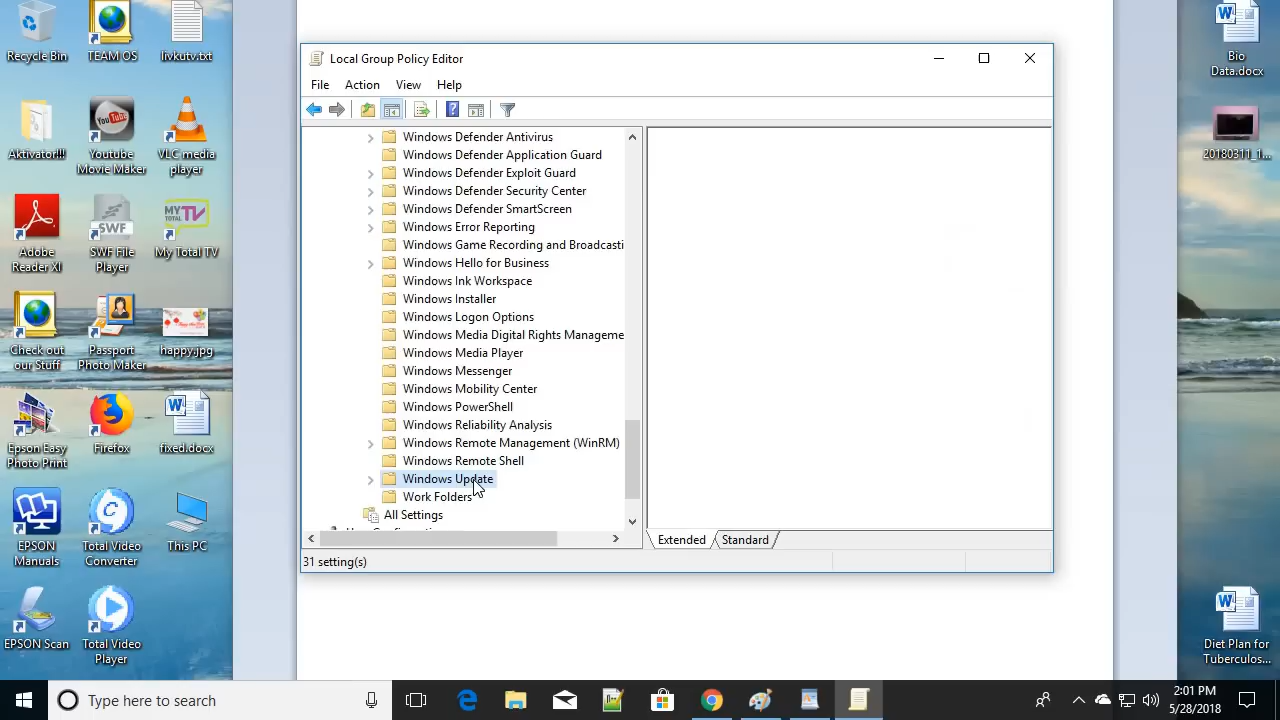 Recycle Bin
TEAM OS
livkutv.txt
Aktivator!!!
Youtube
Movie Maker
VLC media
player
Adobe
Reader XI
SWF
SWF File
Player
MY
TOTAL
TV
My Total TV
Check out
our Stuff
Passport
Photo Maker
happy.jpg
Epson Easy
Photo Print
Firefox
fixed.docx
EPSON
Manuals
Total Video
Converter
This PC
EPSON Scan
Total Video
Player
Local Group Policy Editor
File Action View Help
Windows Defender Antivirus
Windows Defender Application Guard
Windows Defender Exploit Guard
Windows Defender Security Center
Windows Defender SmartScreen
Windows Error Reporting
Windows Game Recording and Broadcasti
Windows Hello for Business
Windows Ink Workspace
Windows Installer
Windows Logon Options
Windows Media Digital Rights Manageme
Windows Media Player
Windows Messenger
Windows Mobility Center
Windows PowerShell
Windows Reliability Analysis
Windows Remote Management (WinRM)
Windows Remote Shell
Windows Update
Work Folders
All Settings
Extended Standard
31 setting(s)
Bio
Data.docx
20180311_1...
Diet Plan for
Tuberculos...
Type here to search
2:01 PM
5/28/2018